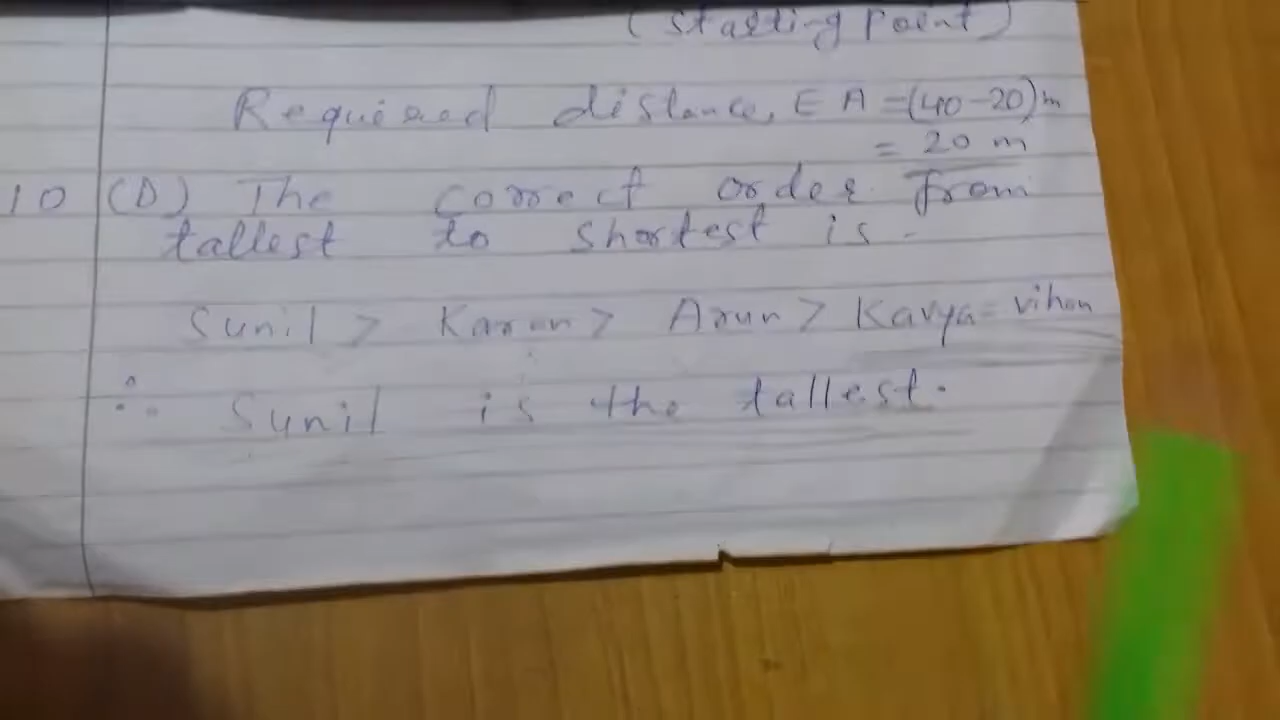 (starting point)
Required distance, EA = (40-20)m
= 20 m
10 (D) The correct order from
tallest to shortest is -
Sunil > Karan > Arun > Kavya = vihan
∴ Sunil is the tallest.